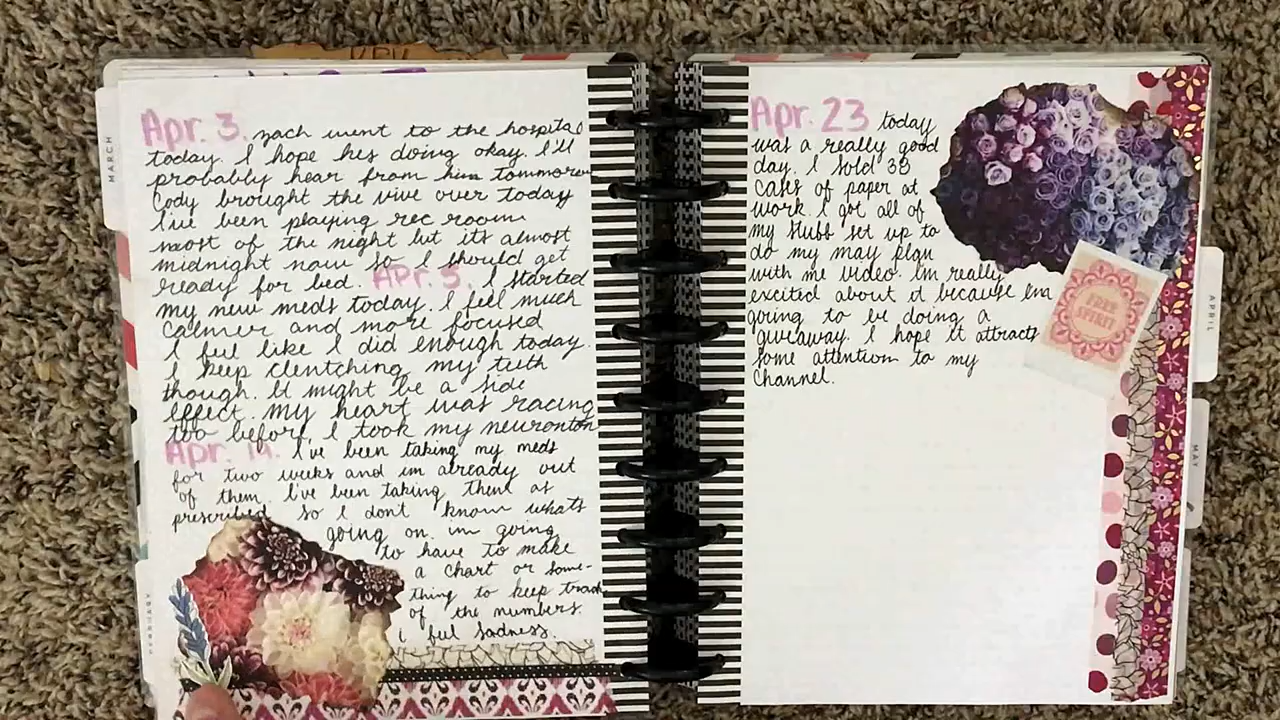 Apr. 3. zach went to the hospital
today. I hope hes doing okay. I'll
probably hear from him tommorow
Cody brought the vive over today
I've been playing rec room
most of the night but its almost
midnight now so I should get
ready for bed. Apr. 5. I started
my new meds today. I feel much
calmer and more focused
I feel like I did enough today.
I keep clentching my teeth
though. It might be a side
effect. my heart was racing
too before I took my neurontin
Apr. 19. I've been taking my meds
for two weeks and im already out
of them. I've been taking them as
prescribed so I don't know whats
going on. im going
to have to make
a chart or some-
thing to keep track
of the numbers.
i feel sadness.
Apr. 23 today
was a really good
day. I sold 33
cases of paper at
work. I got all of
my stuff set up to
do my may plan
with me video. Im really
excited about it because Im
going to be doing a
giveaway. I hope it attracts
some attention to my
channel.
FREE
SPIRIT
MARCH
APRIL
MAY